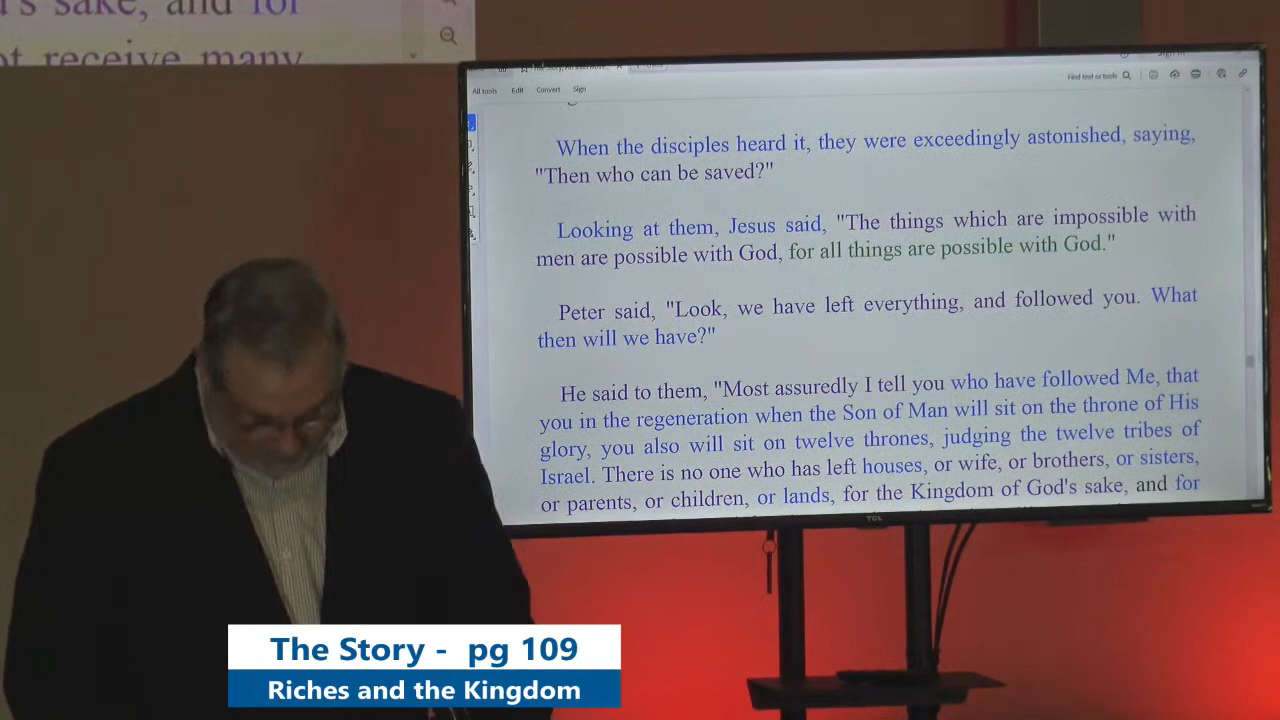 's sake, and for
ot receive many
Find text or tools
All tools Edit Convert Sign
When the disciples heard it, they were exceedingly astonished, saying,
"Then who can be saved?"
Looking at them, Jesus said, "The things which are impossible with
men are possible with God, for all things are possible with God."
Peter said, "Look, we have left everything, and followed you. What
then will we have?"
He said to them, "Most assuredly I tell you who have followed Me, that
you in the regeneration when the Son of Man will sit on the throne of His
glory, you also will sit on twelve thrones, judging the twelve tribes of
Israel. There is no one who has left houses, or wife, or brothers, or sisters,
or parents, or children, or lands, for the Kingdom of God's sake, and for
TCL
The Story - pg 109
Riches and the Kingdom